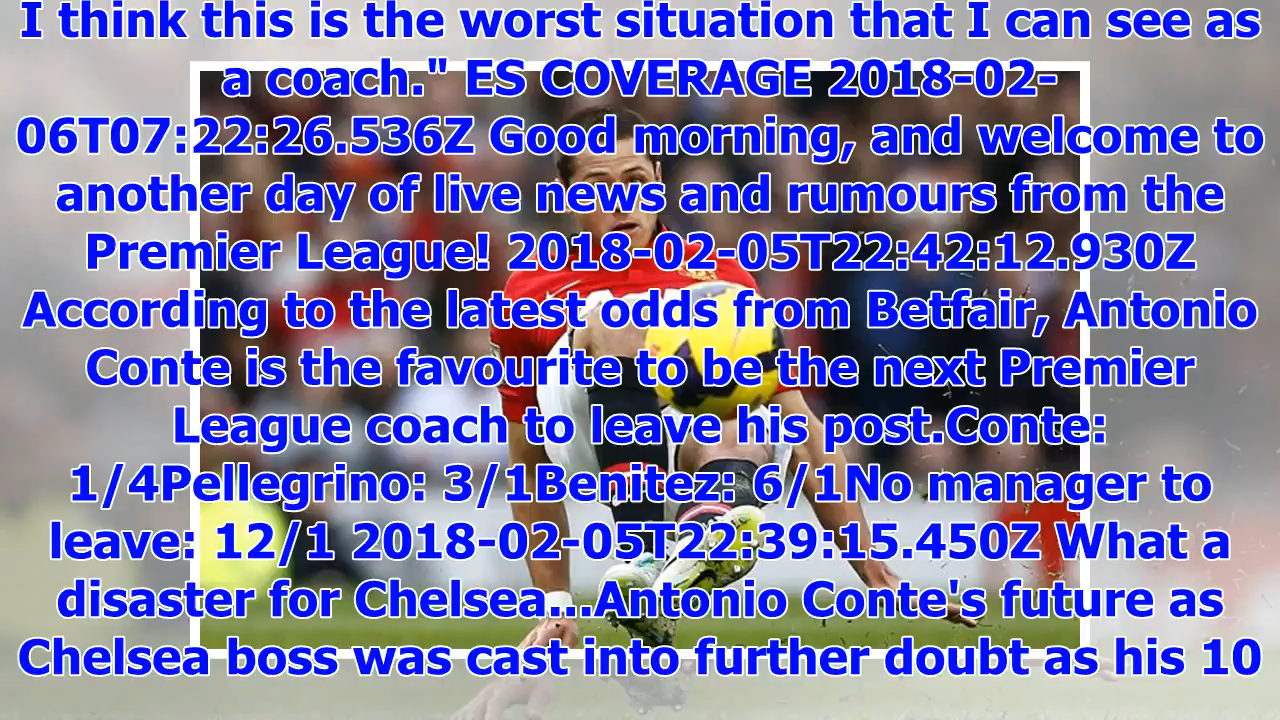 I think this is the worst situation that I can see as
a coach." ES COVERAGE 2018-02-
06T07:22:26.536Z Good morning, and welcome to
another day of live news and rumours from the
Premier League! 2018-02-05T22:42:12.930Z
According to the latest odds from Betfair, Antonio
Conte is the favourite to be the next Premier
League coach to leave his post.Conte:
1/4Pellegrino: 3/1Benitez: 6/1No manager to
leave: 12/1 2018-02-05T22:39:15.450Z What a
disaster for Chelsea...Antonio Conte's future as
Chelsea boss was cast into further doubt as his 10